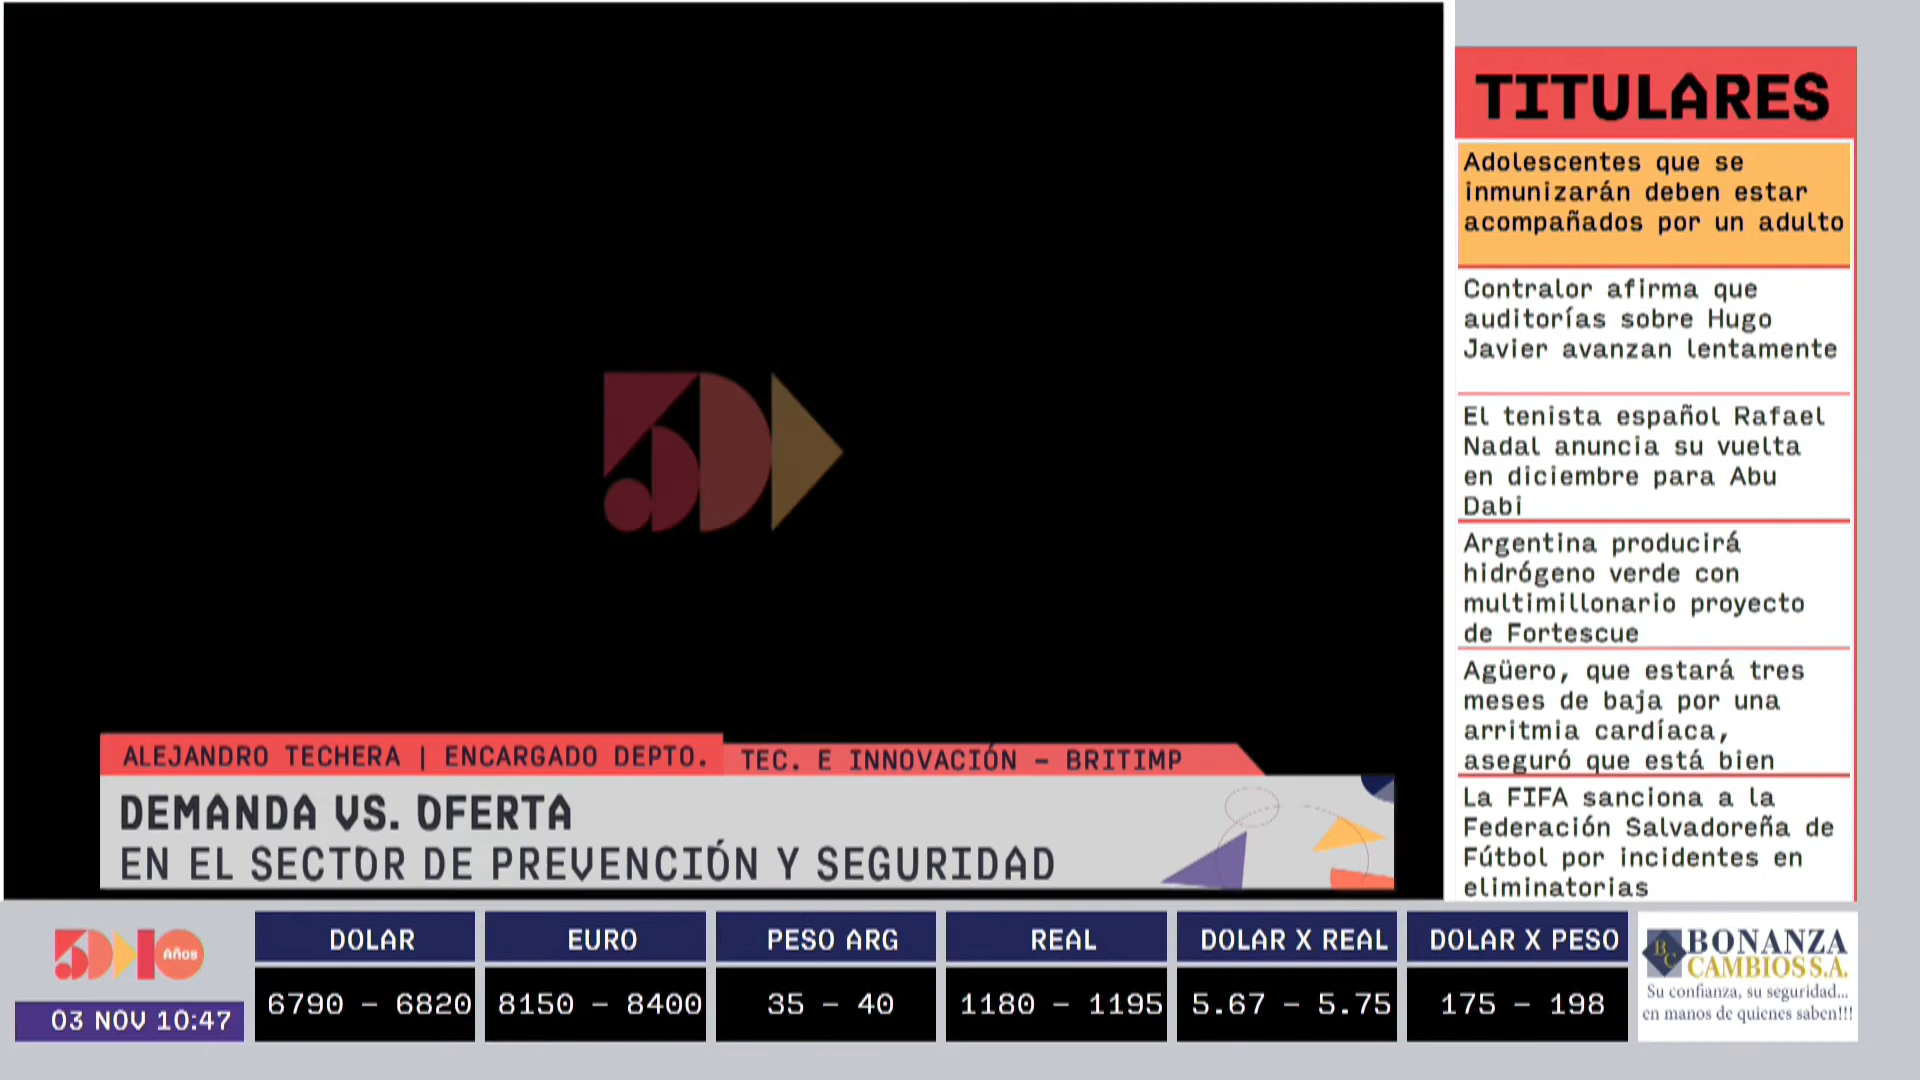 TITULARES
Adolescentes que se
inmunizarán deben estar
acompañados por un adulto
Contralor afirma que
auditorías sobre Hugo
Javier avanzan lentamente
El tenista español Rafael
Nadal anuncia su vuelta
en diciembre para Abu
Dabi
Argentina producirá
hidrógeno verde con
multimillonario proyecto
de Fortescue
Agüero, que estará tres
meses de baja por una
arritmia cardíaca,
aseguró que está bien
La FIFA sanciona a la
Federación Salvadoreña de
Fútbol por incidentes en
eliminatorias
ALEJANDRO TECHERA | ENCARGADO DEPTO. TEC. E INNOVACIÓN - BRITIMP
DEMANDA VS. OFERTA
EN EL SECTOR DE PREVENCIÓN Y SEGURIDAD
5D 10 Años
03 NOV 10:47
DOLAR
6790 - 6820
EURO
8150 - 8400
PESO ARG
35 - 40
REAL
1180 - 1195
DOLAR X REAL
5.67 - 5.75
DOLAR X PESO
175 - 198
BC BONANZA
CAMBIOS S.A.
Su confianza, su seguridad...
en manos de quienes saben!!!